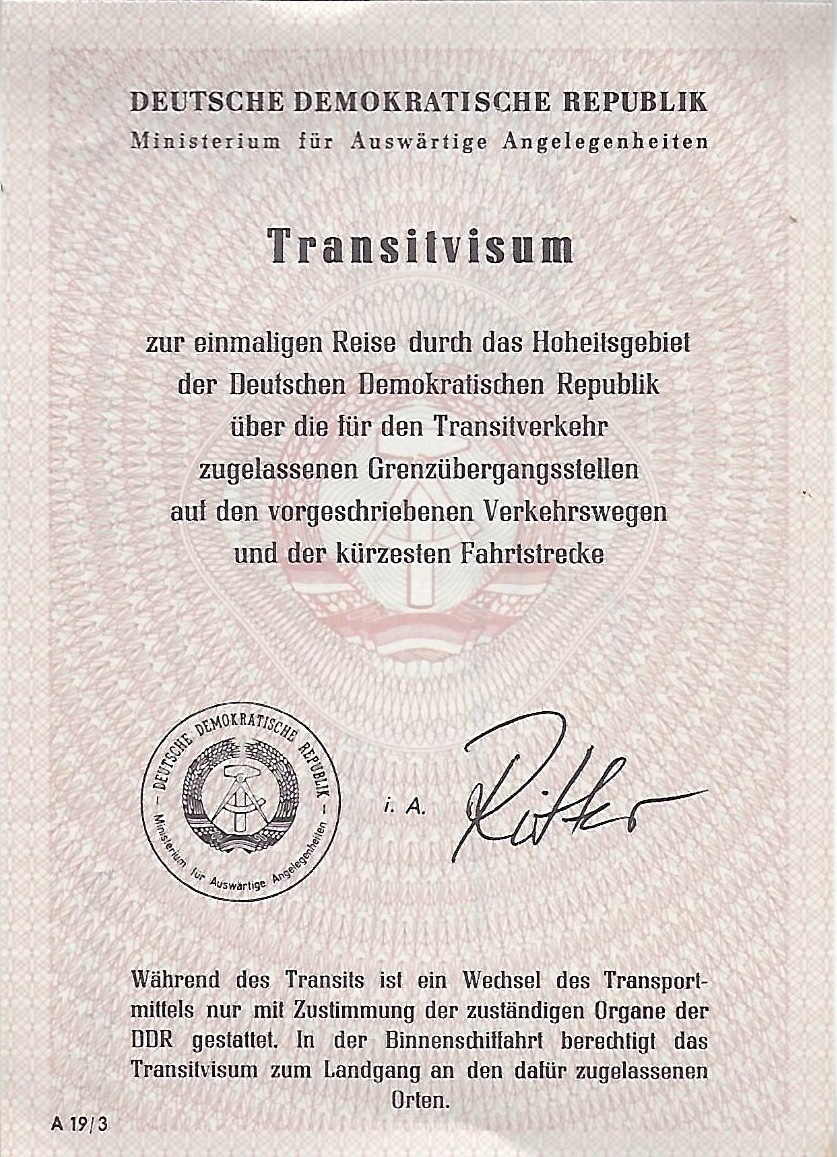 DEUTSCHE DEMOKRATISCHE REPUBLIK
Ministerium für Auswärtige Angelegenheiten
Transitvisum
zur einmaligen Reise durch das Hoheitsgebiet
der Deutschen Demokratischen Republik
über die für den Transitverkehr
zugelassenen Grenzübergangsstellen
auf den vorgeschriebenen Verkehrswegen
und der kürzesten Fahrtstrecke
– DEUTSCHE DEMOKRATISCHE REPUBLIK –
Ministerium für Auswärtige Angelegenheiten
i. A.
Während des Transits ist ein Wechsel des Transport-
mittels nur mit Zustimmung der zuständigen Organe der
DDR gestattet. In der Binnenschiffahrt berechtigt das
Transitvisum zum Landgang an den dafür zugelassenen
Orten.
A 19/3